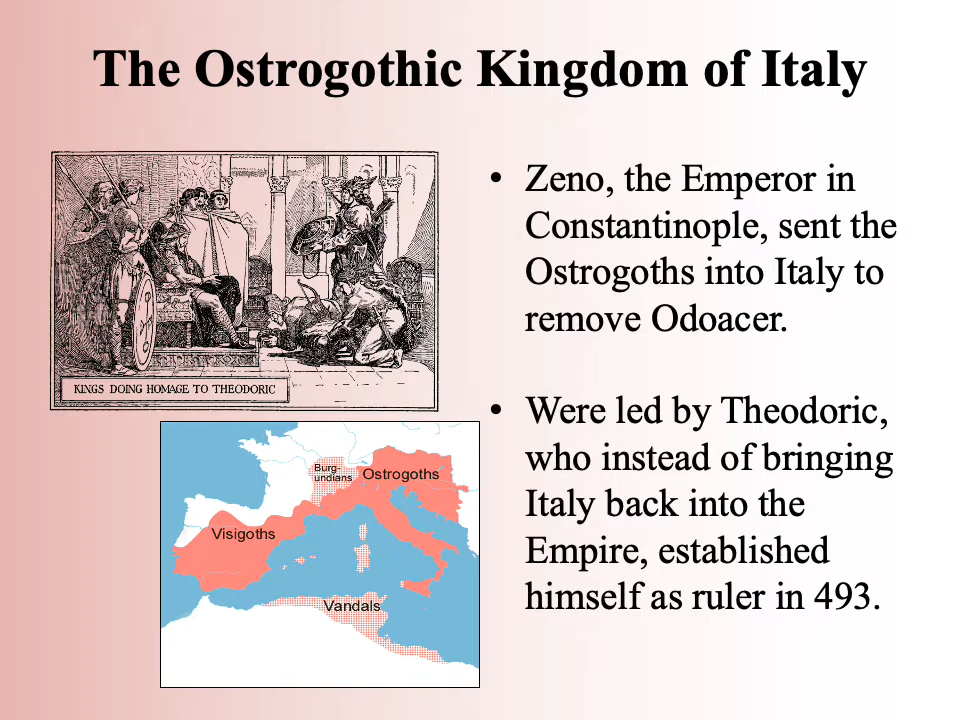 The Ostrogothic Kingdom of Italy
KINGS DOING HOMAGE TO THEODORIC
Burg-
undians
Ostrogoths
Visigoths
Vandals
• Zeno, the Emperor in
Constantinople, sent the
Ostrogoths into Italy to
remove Odoacer.
• Were led by Theodoric,
who instead of bringing
Italy back into the
Empire, established
himself as ruler in 493.